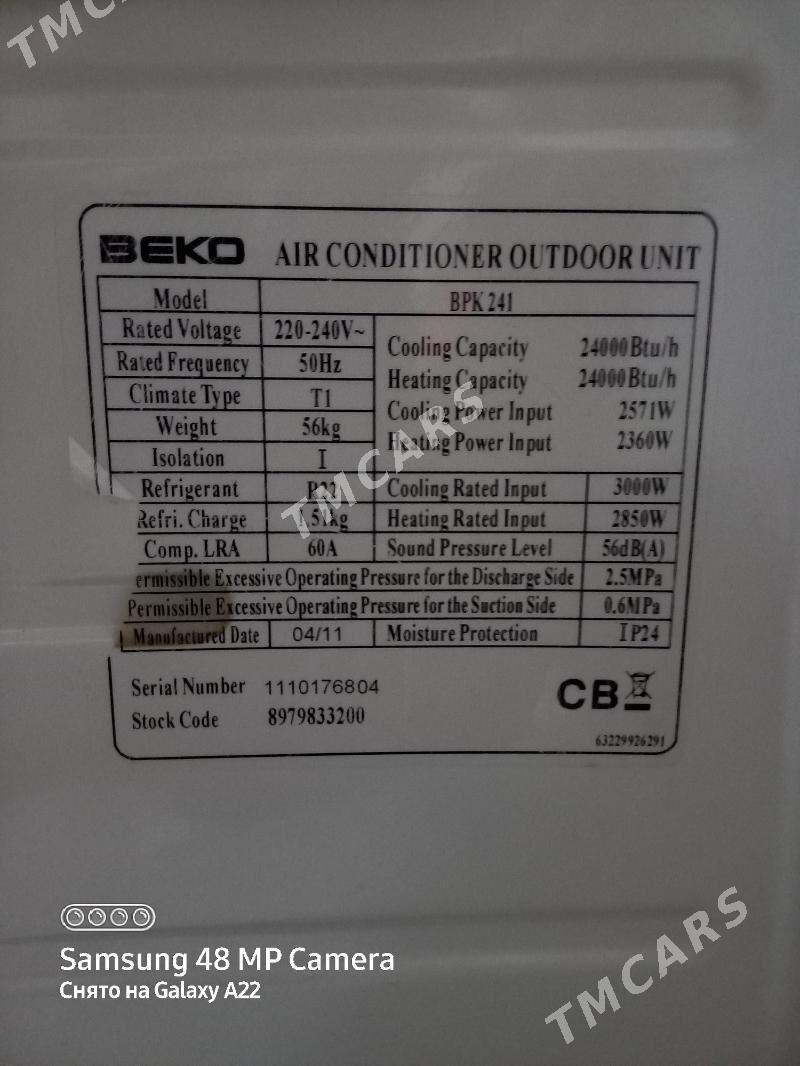 TMCARS
BEKO AIR CONDITIONER OUTDOOR UNIT
Model BPK 241
Rated Voltage 220-240V~
Rated Frequency 50Hz
Climate Type T1
Weight 56kg
Isolation I
Cooling Capacity 24000Btu/h
Heating Capacity 24000Btu/h
Cooling Power Input 2571W
Heating Power Input 2360W
Refrigerant R22 Cooling Rated Input 3000W
Refri. Charge Heating Rated Input 2850W
Comp. LRA 60A Sound Pressure Level 56dB(A)
ermissible Excessive Operating Pressure for the Discharge Side 2.5MPa
Permissible Excessive Operating Pressure for the Suction Side 0.6MPa
Manufactured Date 04/11 Moisture Protection IP24
TMCARS
Serial Number 1110176804
Stock Code 8979833200
CB
63229926291
Samsung 48 MP Camera
Снято на Galaxy A22
TMCARS